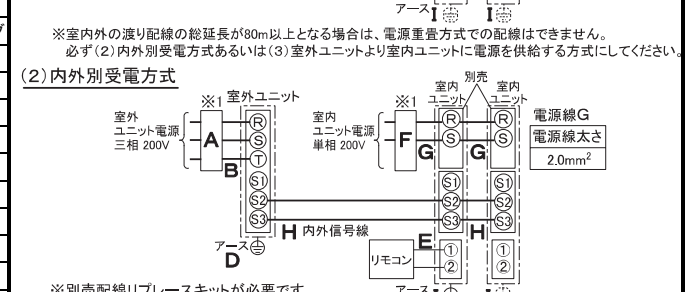 アース I I
※室内外の渡り配線の総延長が80m以上となる場合は、電源重畳方式での配線はできません。
必ず(2)内外別受電方式あるいは(3)室外ユニットより室内ユニットに電源を供給する方式にしてください。
(2)内外別受電方式
※1 室外ユニット
室外
ユニット電源
三相 200V
A
B
R
S
T
S1
S2
S3
アース
D
H 内外信号線
※1
室内
ユニット電源
単相 200V
F
G
室内
ユニット
別売
室内
ユニット
R
S
S1
S2
S3
①
②
G
H
R
S
S1
S2
S3
①
②
E
リモコン
アース
電源線G
電源線太さ
2.0mm²
※別売配線リプレースキットが必要です